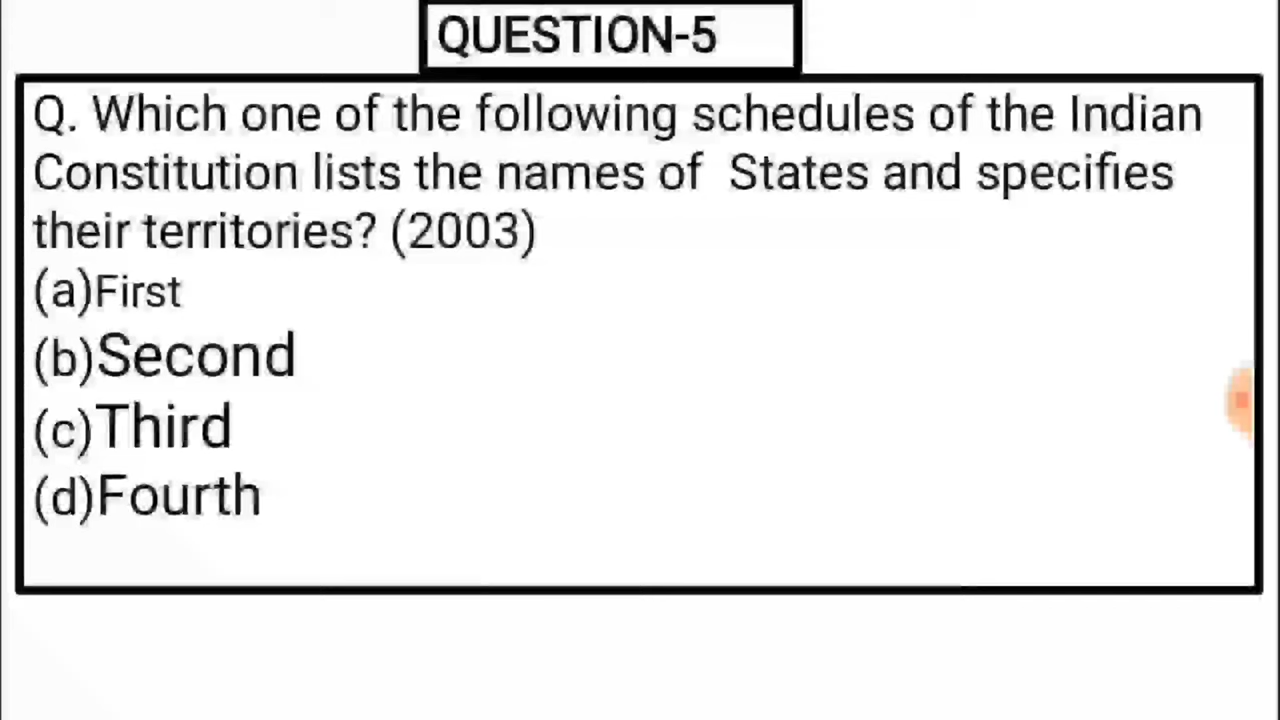 QUESTION-5
Q. Which one of the following schedules of the Indian
Constitution lists the names of States and specifies
their territories? (2003)
(a)First
(b)Second
(c)Third
(d)Fourth